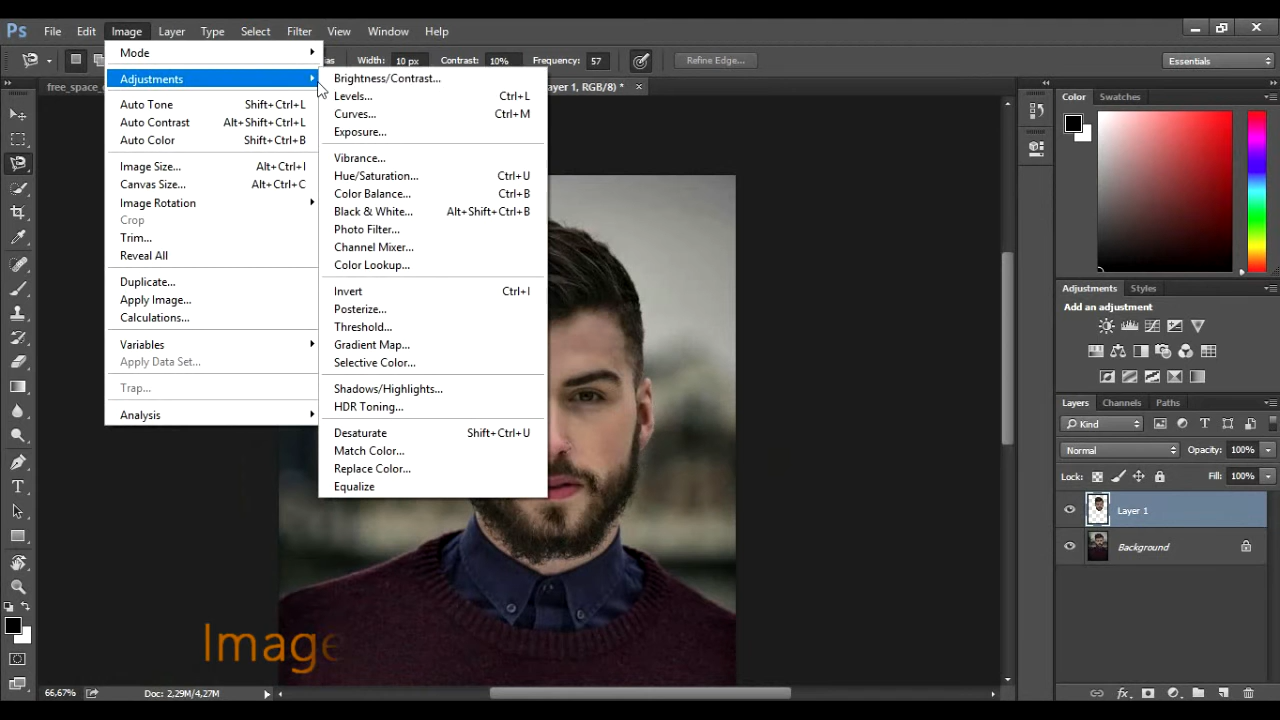 Ps File Edit Image Layer Type Select Filter View Window Help
Width: 10 px Contrast: 10% Frequency: 57 Refine Edge... Essentials
Mode
Adjustments
Auto Tone Shift+Ctrl+L
Auto Contrast Alt+Shift+Ctrl+L
Auto Color Shift+Ctrl+B
Image Size... Alt+Ctrl+I
Canvas Size... Alt+Ctrl+C
Image Rotation
Crop
Trim...
Reveal All
Duplicate...
Apply Image...
Calculations...
Variables
Apply Data Set...
Trap...
Analysis
Brightness/Contrast...
Levels... Ctrl+L
Curves... Ctrl+M
Exposure...
Vibrance...
Hue/Saturation... Ctrl+U
Color Balance... Ctrl+B
Black & White... Alt+Shift+Ctrl+B
Photo Filter...
Channel Mixer...
Color Lookup...
Invert Ctrl+I
Posterize...
Threshold...
Gradient Map...
Selective Color...
Shadows/Highlights...
HDR Toning...
Desaturate Shift+Ctrl+U
Match Color...
Replace Color...
Equalize
ayer 1, RGB/8) *
Color Swatches
Adjustments Styles
Add an adjustment
Layers Channels Paths
Kind
Normal Opacity: 100%
Lock: Fill: 100%
Layer 1
Background
Image
66.67% Doc: 2,29M/4,27M